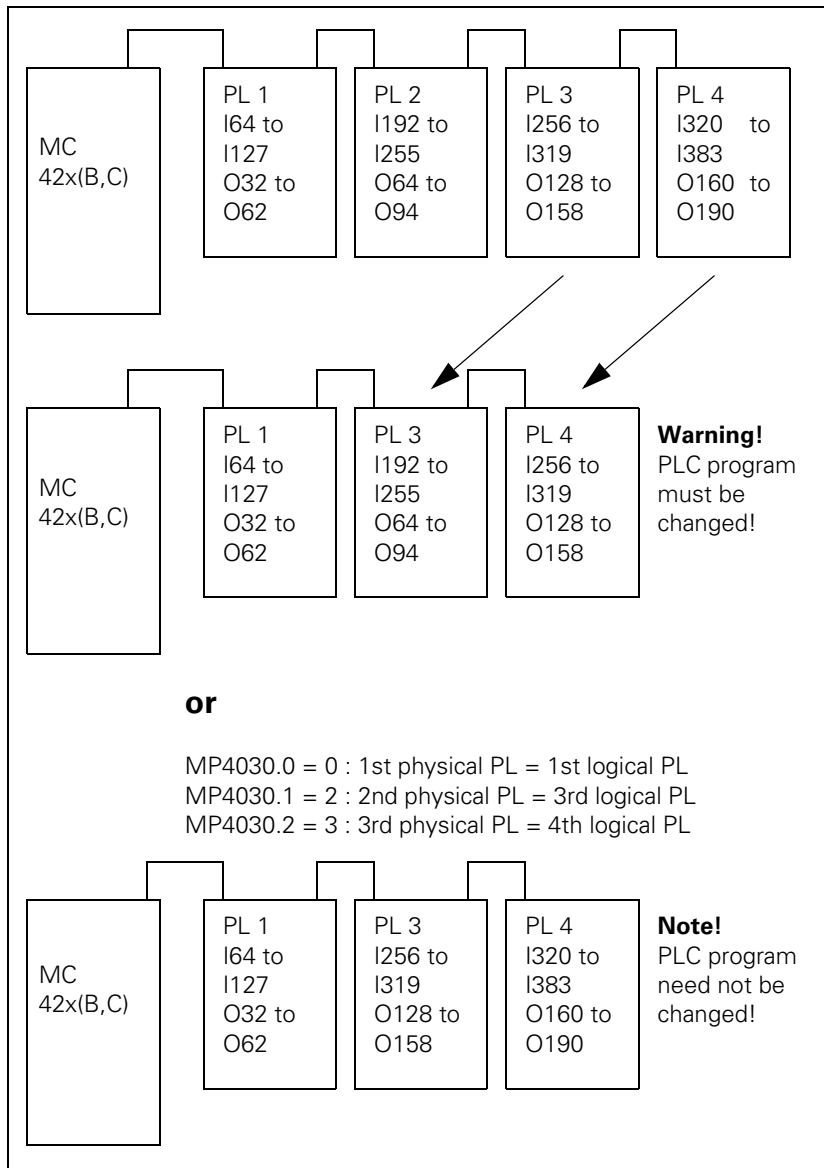 MC
42x(B,C)
PL 1
I64 to
I127
O32 to
O62
PL 2
I192 to
I255
O64 to
O94
PL 3
I256 to
I319
O128 to
O158
PL 4
I320 to
I383
O160 to
O190
MC
42x(B,C)
PL 1
I64 to
I127
O32 to
O62
PL 3
I192 to
I255
O64 to
O94
PL 4
I256 to
I319
O128 to
O158
Warning!
PLC program
must be
changed!
or
MP4030.0 = 0 : 1st physical PL = 1st logical PL
MP4030.1 = 2 : 2nd physical PL = 3rd logical PL
MP4030.2 = 3 : 3rd physical PL = 4th logical PL
MC
42x(B,C)
PL 1
I64 to
I127
O32 to
O62
PL 3
I256 to
I319
O128 to
O158
PL 4
I320 to
I383
O160 to
O190
Note!
PLC program
need not be
changed!